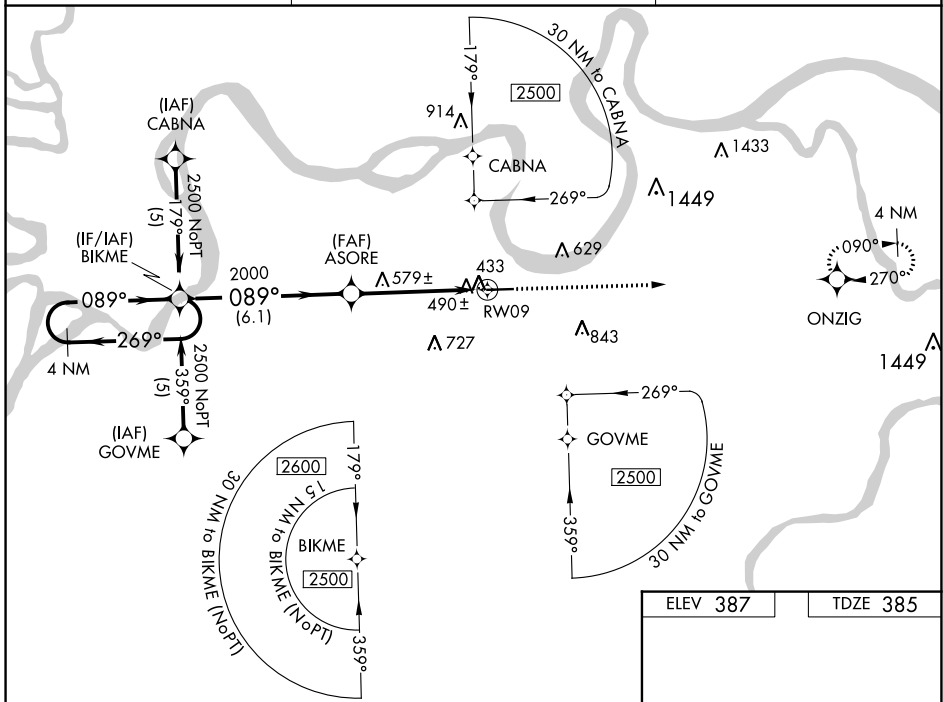 30 NM to CABNA
179°
2500
914
CABNA
269°
1433
1449
(IAF)
CABNA
2500 NoPT
179°
(5)
(IF/IAF)
BIKME
2000
089°
(6.1)
(FAF)
ASORE
579±
433
490±
RW09
629
4 NM
090°
270°
ONZIG
089°
269°
4 NM
2500 NoPT
359°
(5)
(IAF)
GOVME
727
843
1449
269°
GOVME
2500
359°
30 NM to GOVME
2600
179°
30 NM to BIKME (NoPT)
15 NM to BIKME (NoPT)
BIKME
2500
359°
ELEV 387
TDZE 385